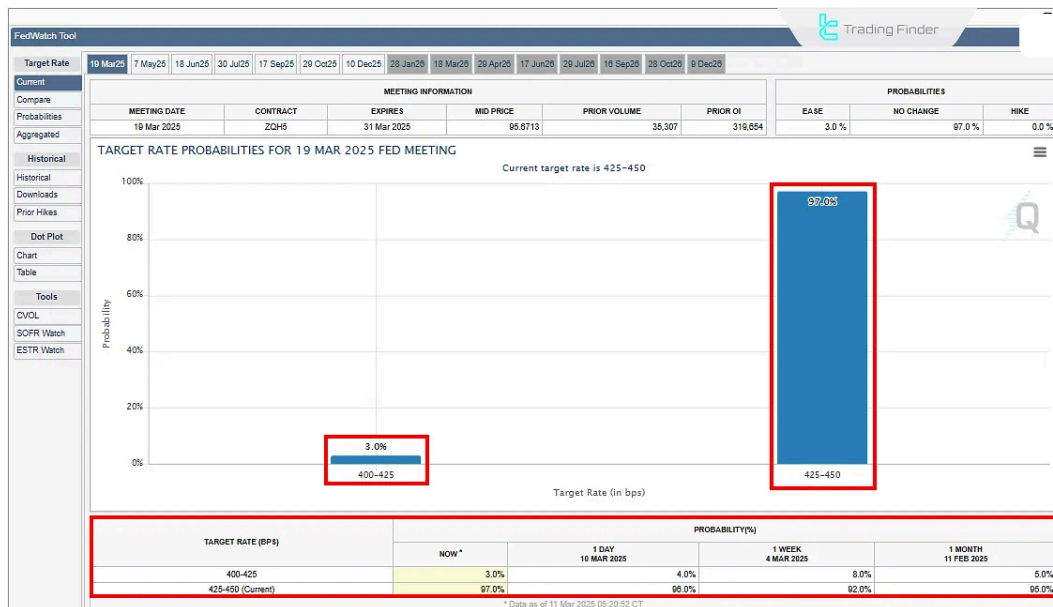 Trading Finder
FedWatch Tool
Target Rate
Current
Compare
Probabilities
Aggregated
Historical
Historical
Downloads
Prior Hikes
Dot Plot
Chart
Table
Tools
CVOL
SOFR Watch
ESTR Watch
19 Mar25 7 May25 18 Jun25 30 Jul25 17 Sep25 29 Oct25 10 Dec25 28 Jan26 18 Mar26 29 Apr26 17 Jun26 29 Jul26 16 Sep26 28 Oct26 9 Dec26
MEETING INFORMATION PROBABILITIES
MEETING DATE CONTRACT EXPIRES MID PRICE PRIOR VOLUME PRIOR OI EASE NO CHANGE HIKE
19 Mar 2025 ZQH5 31 Mar 2025 95.6713 35,307 319,654 3.0 % 97.0 % 0.0 %
TARGET RATE PROBABILITIES FOR 19 MAR 2025 FED MEETING
Current target rate is 425-450
100%
80%
60%
40%
20%
0%
Probability
97.0%
Q
3.0%
400-425 425-450
Target Rate (in bps)
TARGET RATE (BPS) PROBABILITY(%)
NOW * 1 DAY 1 WEEK 1 MONTH
10 MAR 2025 4 MAR 2025 11 FEB 2025
400-425 3.0% 4.0% 8.0% 5.0%
425-450 (Current) 97.0% 96.0% 92.0% 95.0%
* Data as of 11 Mar 2025 05:20:52 CT